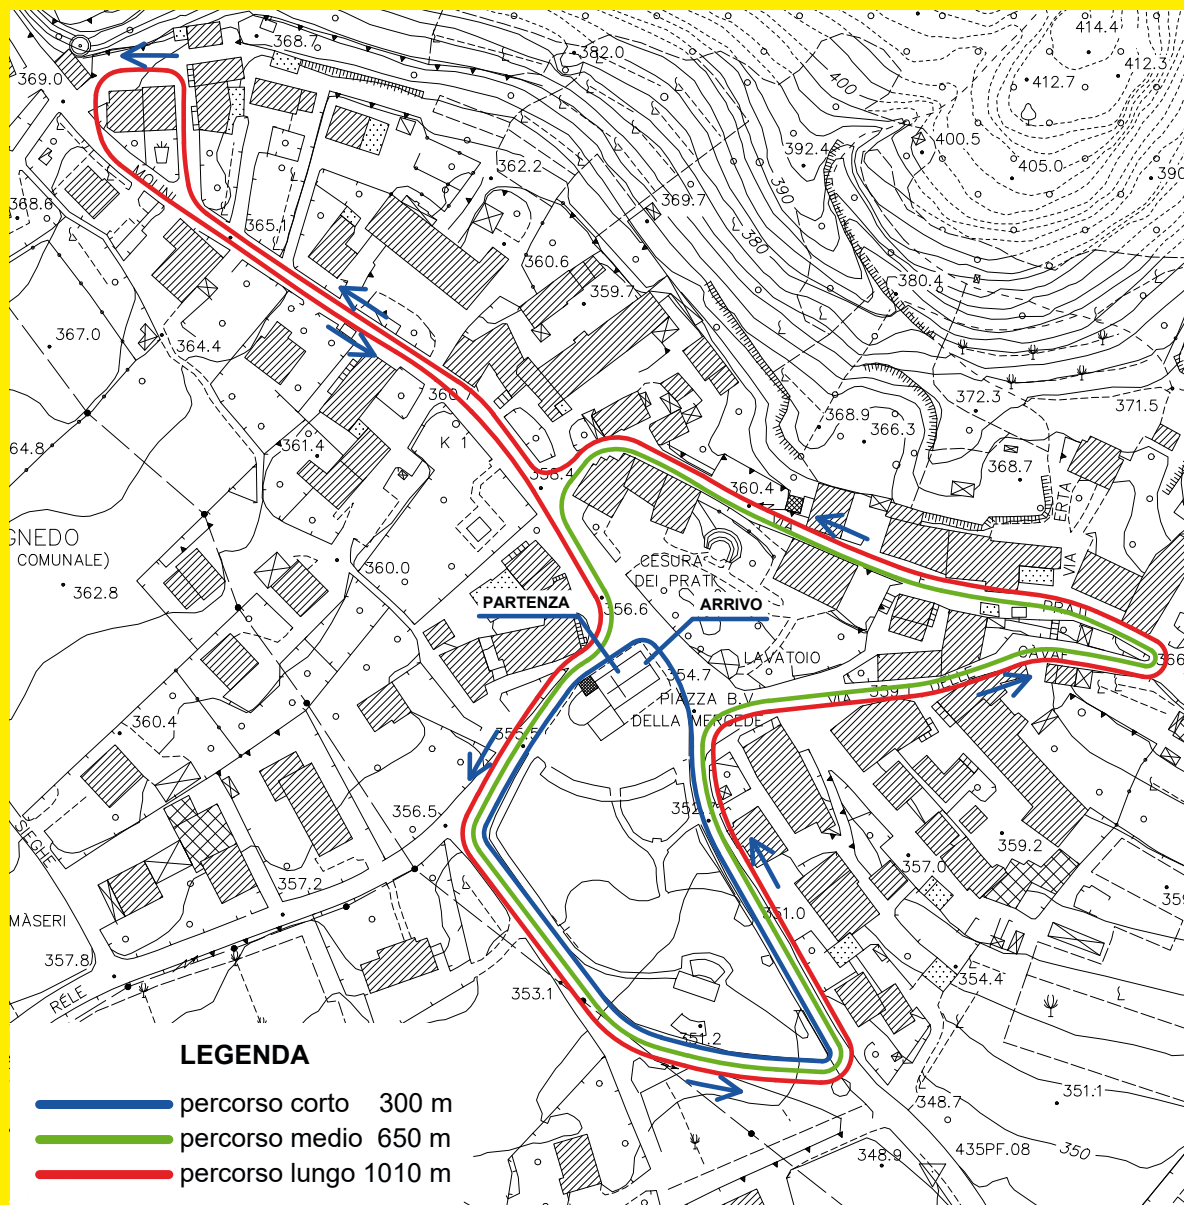 414.4
368.7
382.0
412.3
369.0
412.7
400
400.5
392.4
362.2
405.0
390
MOLINI
390
368.6
369.7
365.1
380
360.6
380.4
359.7
367.0
364.4
360.7
372.3
371.5
368.9
366.3
361.4
64.8
K 1
368.7
358.4
360.4
ERTA
VIA
GNEDO
COMUNALE)
CESURA
DEI PRATI
VIA
360.0
362.8
PARTENZA
ARRIVO
356.6
PRATI
LAVATOIO
CAVAE
366.
354.7
359.1
DELLE
VIA
PIAZZA B.V.
DELLA MERCEDE
360.4
355.5
356.5
352.
SIEGHE
359.2
357.0
357.2
359
351.0
MÀSERI
357.8
354.4
RÉLE
353.1
351.2
LEGENDA
percorso corto 300 m
percorso medio 650 m
percorso lungo 1010 m
348.7
351.1
348.9
435PF.08
350